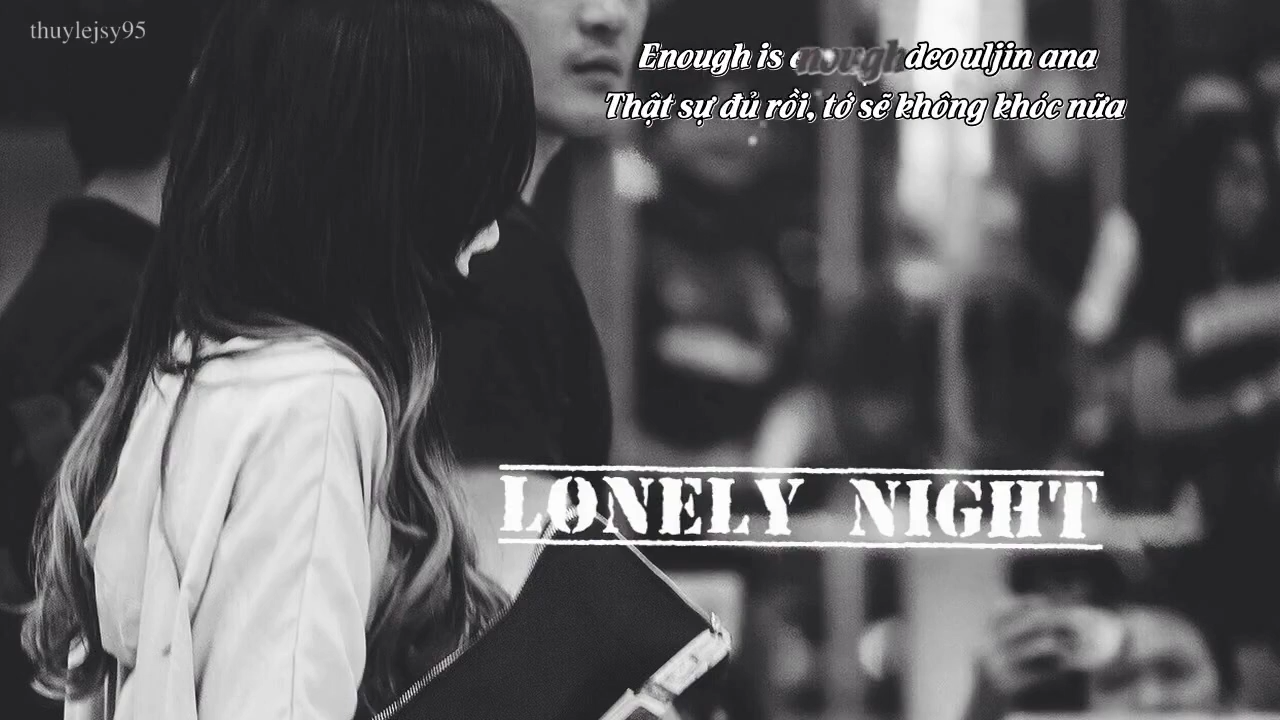 thuylejsy95
Enough is enough deo uljin ana
Thật sự đủ rồi, tớ sẽ không khóc nữa
LONELY NIGHT